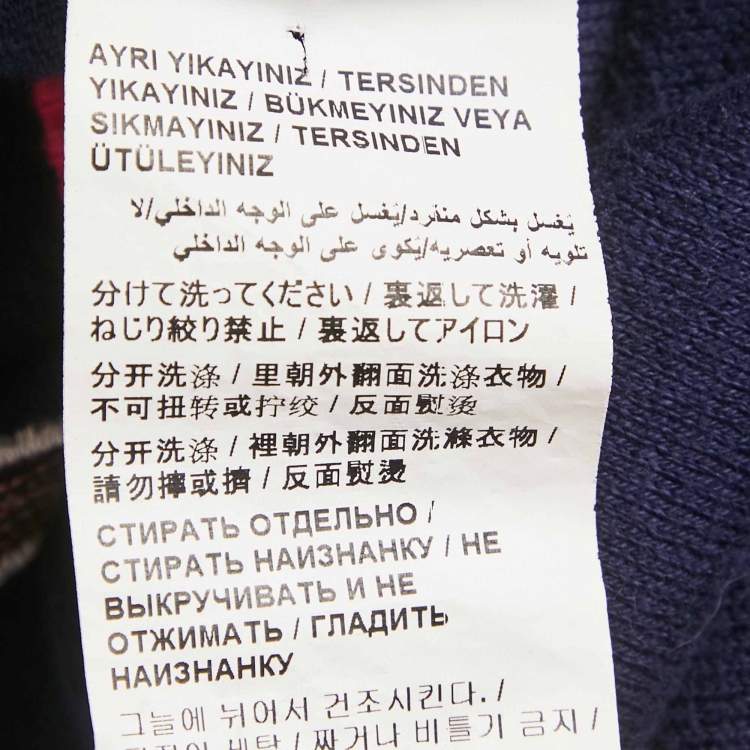 AYRI YIKAYINIZ / TERSINDEN
YIKAYINIZ / BÜKMEYINIZ VEYA
SIKMAYINIZ / TERSINDEN
ÜTÜLEYINIZ
يُغسل بشكل منفرد/يُغسل على الوجه الداخلي/لا
تلويه أو تعصريه/يُكوى على الوجه الداخلي
分けて洗ってください / 裏返して洗濯 /
ねじり絞り禁止 / 裏返してアイロン
分开洗涤 / 里朝外翻面洗涤衣物 /
不可扭转或拧绞 / 反面熨烫
分开洗涤 / 裡朝外翻面洗滌衣物 /
請勿擰或擠 / 反面熨燙
СТИРАТЬ ОТДЕЛЬНО /
СТИРАТЬ НАИЗНАНКУ / НЕ
ВЫКРУЧИВАТЬ И НЕ
ОТЖИМАТЬ / ГЛАДИТЬ
НАИЗНАНКУ
그늘에 뉘어서 건조시킨다. /
세탁 / 짜거나 비틀기 금지 /